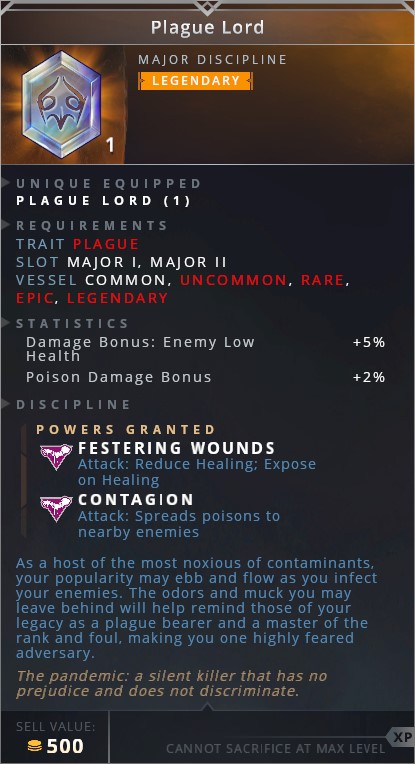 Plague Lord
MAJOR DISCIPLINE
LEGENDARY
1
UNIQUE EQUIPPED
PLAGUE LORD (1)
REQUIREMENTS
TRAIT PLAGUE
SLOT MAJOR I, MAJOR II
VESSEL COMMON, UNCOMMON, RARE,
EPIC, LEGENDARY
STATISTICS
Damage Bonus: Enemy Low +5%
Health
Poison Damage Bonus +2%
DISCIPLINE
POWERS GRANTED
FESTERING WOUNDS
Attack: Reduce Healing; Expose
on Healing
CONTAGION
Attack: Spreads poisons to
nearby enemies
As a host of the most noxious of contaminants,
your popularity may ebb and flow as you infect
your enemies. The odors and muck you may
leave behind will help remind those of your
legacy as a plague bearer and a master of the
rank and foul, making you one highly feared
adversary.
The pandemic: a silent killer that has no
prejudice and does not discriminate.
SELL VALUE:
500
XP
CANNOT SACRIFICE AT MAX LEVEL